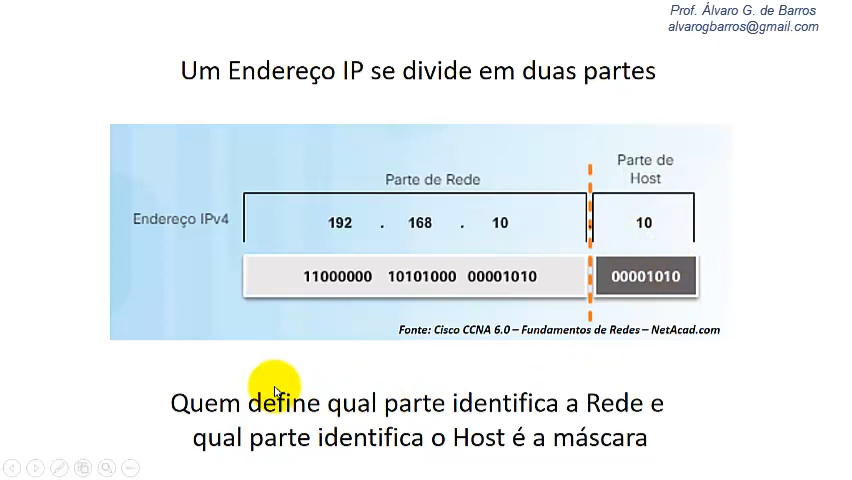 Prof. Álvaro G. de Barros
alvarogbarros@gmail.com
Um Endereço IP se divide em duas partes
Parte de Rede
Parte de
Host
Endereço IPv4
192 . 168 . 10 . 10
11000000 10101000 00001010 00001010
Fonte: Cisco CCNA 6.0 – Fundamentos de Redes – NetAcad.com
Quem define qual parte identifica a Rede e
qual parte identifica o Host é a máscara